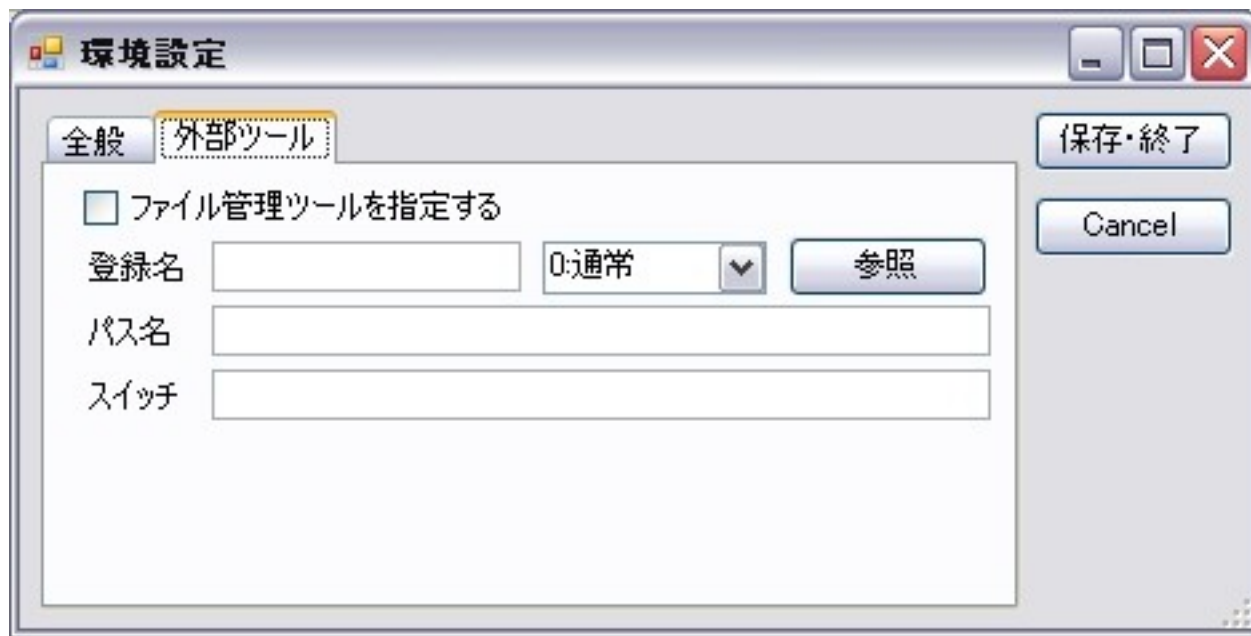 環境設定
全般 外部ツール
保存・終了
Cancel
ファイル管理ツールを指定する
登録名 0:通常 参照
パス名
スイッチ